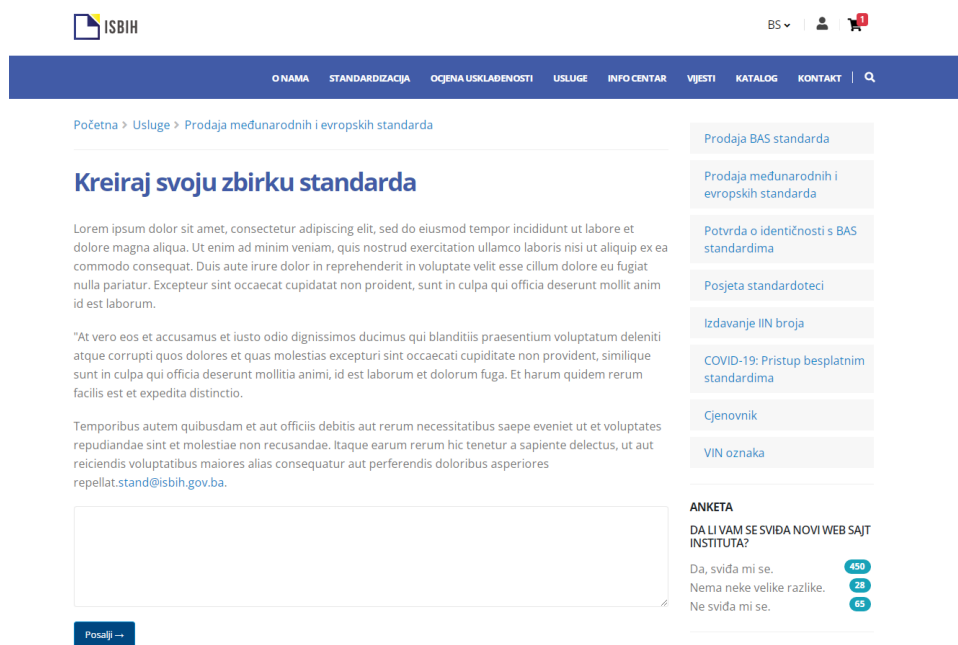 ISBIH
BS
1
O NAMA STANDARDIZACIJA OCJENA USKLAĐENOSTI USLUGE INFO CENTAR VIJESTI KATALOG KONTAKT
Početna > Usluge > Prodaja međunarodnih i evropskih standarda
Kreiraj svoju zbirku standarda
Lorem ipsum dolor sit amet, consectetur adipiscing elit, sed do eiusmod tempor incididunt ut labore et
dolore magna aliqua. Ut enim ad minim veniam, quis nostrud exercitation ullamco laboris nisi ut aliquip ex ea
commodo consequat. Duis aute irure dolor in reprehenderit in voluptate velit esse cillum dolore eu fugiat
nulla pariatur. Excepteur sint occaecat cupidatat non proident, sunt in culpa qui officia deserunt mollit anim
id est laborum.
"At vero eos et accusamus et iusto odio dignissimos ducimus qui blanditiis praesentium voluptatum deleniti
atque corrupti quos dolores et quas molestias excepturi sint occaecati cupiditate non provident, similique
sunt in culpa qui officia deserunt mollitia animi, id est laborum et dolorum fuga. Et harum quidem rerum
facilis est et expedita distinctio.
Temporibus autem quibusdam et aut officiis debitis aut rerum necessitatibus saepe eveniet ut et voluptates
repudiandae sint et molestiae non recusandae. Itaque earum rerum hic tenetur a sapiente delectus, ut aut
reiciendis voluptatibus maiores alias consequatur aut perferendis doloribus asperiores
repellat.stand@isbih.gov.ba.
Posalji →
Prodaja BAS standarda
Prodaja međunarodnih i
evropskih standarda
Potvrda o identičnosti s BAS
standardima
Posjeta standardoteci
Izdavanje IIN broja
COVID-19: Pristup besplatnim
standardima
Cjenovnik
VIN oznaka
ANKETA
DA LI VAM SE SVIĐA NOVI WEB SAJT
INSTITUTA?
Da, sviđa mi se. 450
Nema neke velike razlike. 28
Ne sviđa mi se. 65